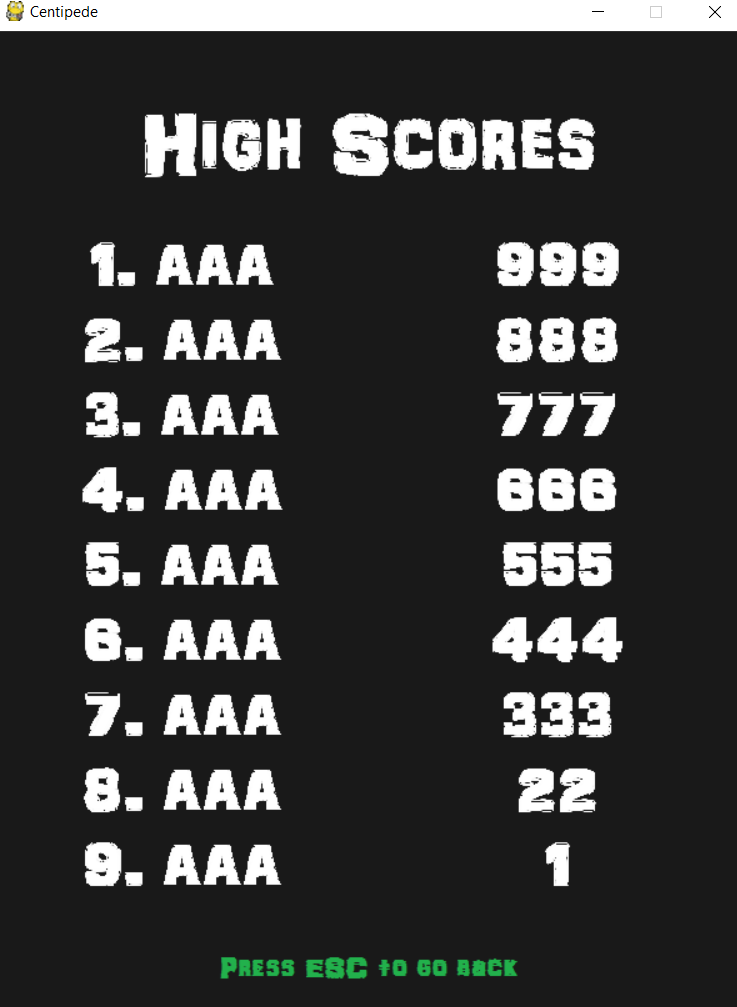 Centipede
High Scores
1. AAA 999
2. AAA 888
3. AAA 777
4. AAA 666
5. AAA 555
6. AAA 444
7. AAA 333
8. AAA 22
9. AAA 1
Press ESC to go back